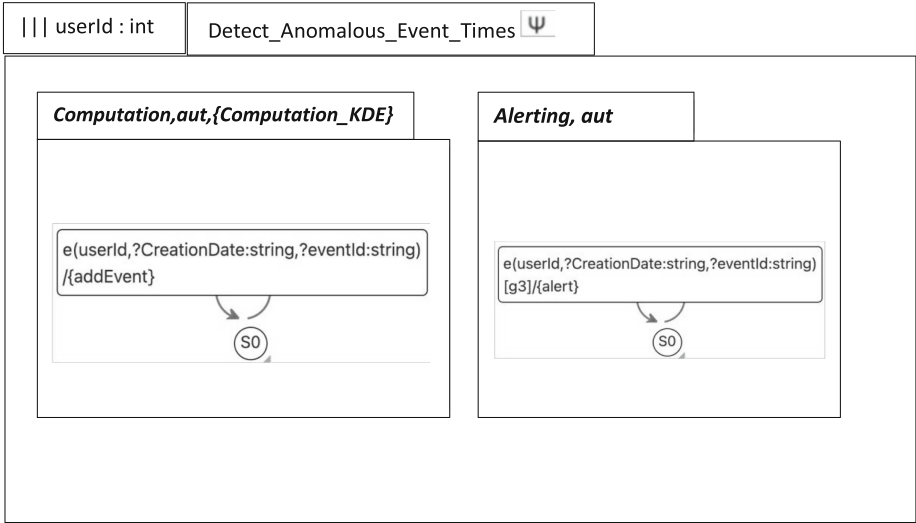 ||| userId : int
Detect_Anomalous_Event_Times Ψ
Computation,aut,{Computation_KDE}
e(userId,?CreationDate:string,?eventId:string)
/{addEvent}
S0
Alerting, aut
e(userId,?CreationDate:string,?eventId:string)
[g3]/{alert}
S0